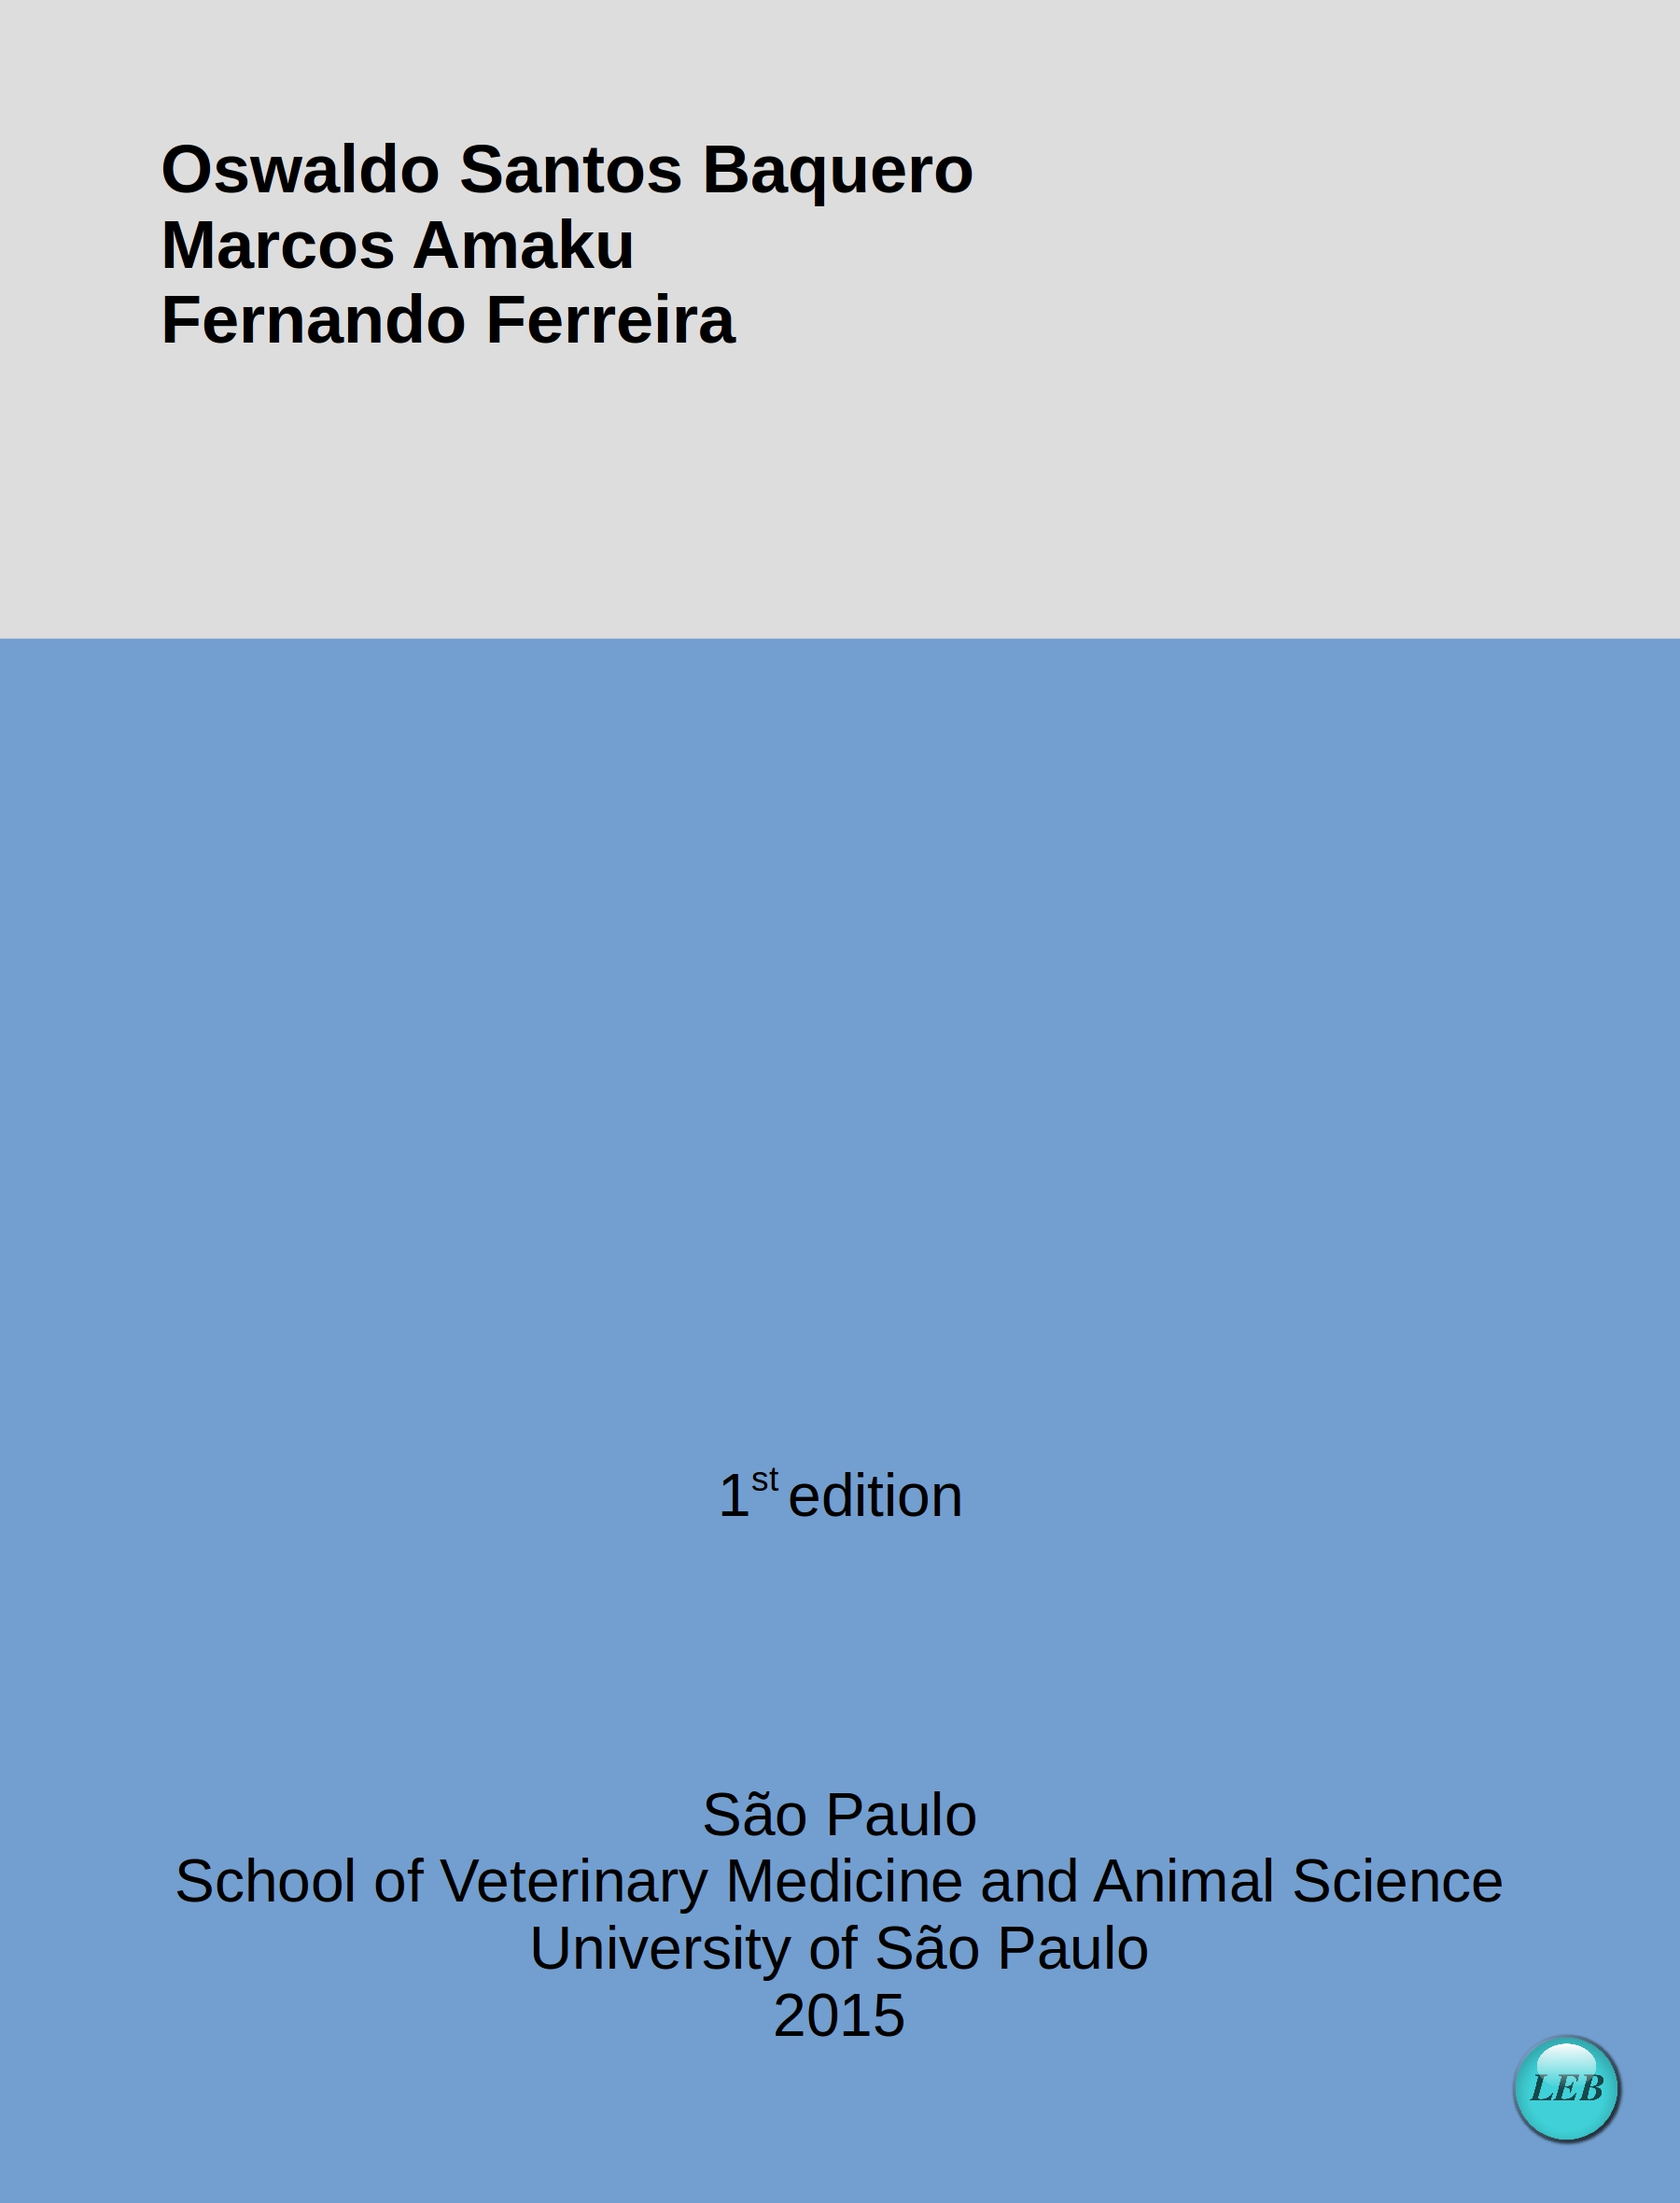 Oswaldo Santos Baquero
Marcos Amaku
Fernando Ferreira
1st edition
São Paulo
School of Veterinary Medicine and Animal Science
University of São Paulo
2015
LEB